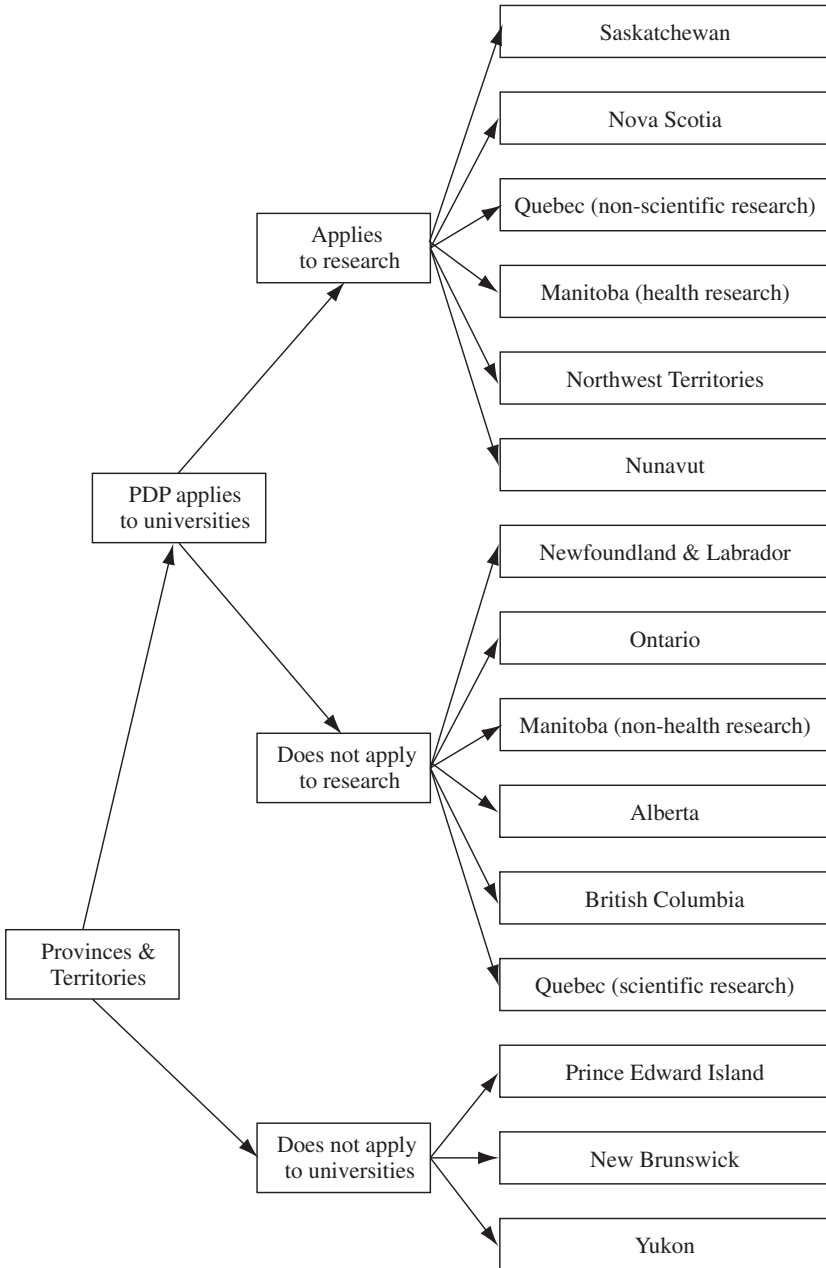 Saskatchewan
Nova Scotia
Quebec (non-scientific research)
Applies
to research
Manitoba (health research)
Northwest Territories
Nunavut
PDP applies
to universities
Newfoundland & Labrador
Ontario
Manitoba (non-health research)
Does not apply
to research
Alberta
British Columbia
Provinces &
Territories
Quebec (scientific research)
Prince Edward Island
Does not apply
to universities
New Brunswick
Yukon